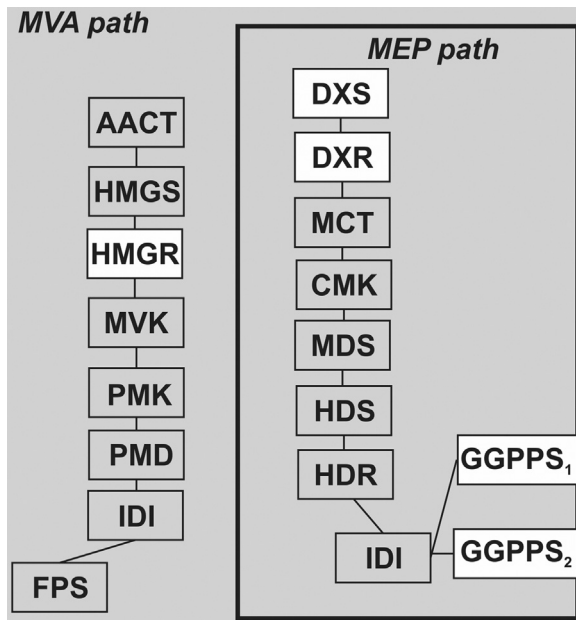 MVA path
AACT
HMGS
HMGR
MVK
PMK
PMD
IDI
FPS
MEP path
DXS
DXR
MCT
CMK
MDS
HDS
HDR
IDI
GGPPS₁
GGPPS₂